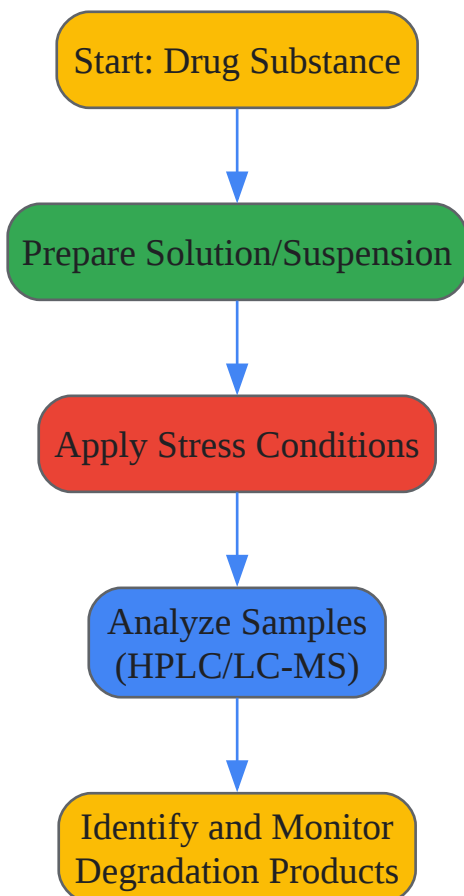 Start: Drug Substance
Prepare Solution/Suspension
Apply Stress Conditions
Analyze Samples
(HPLC/LC-MS)
Identify and Monitor
Degradation Products